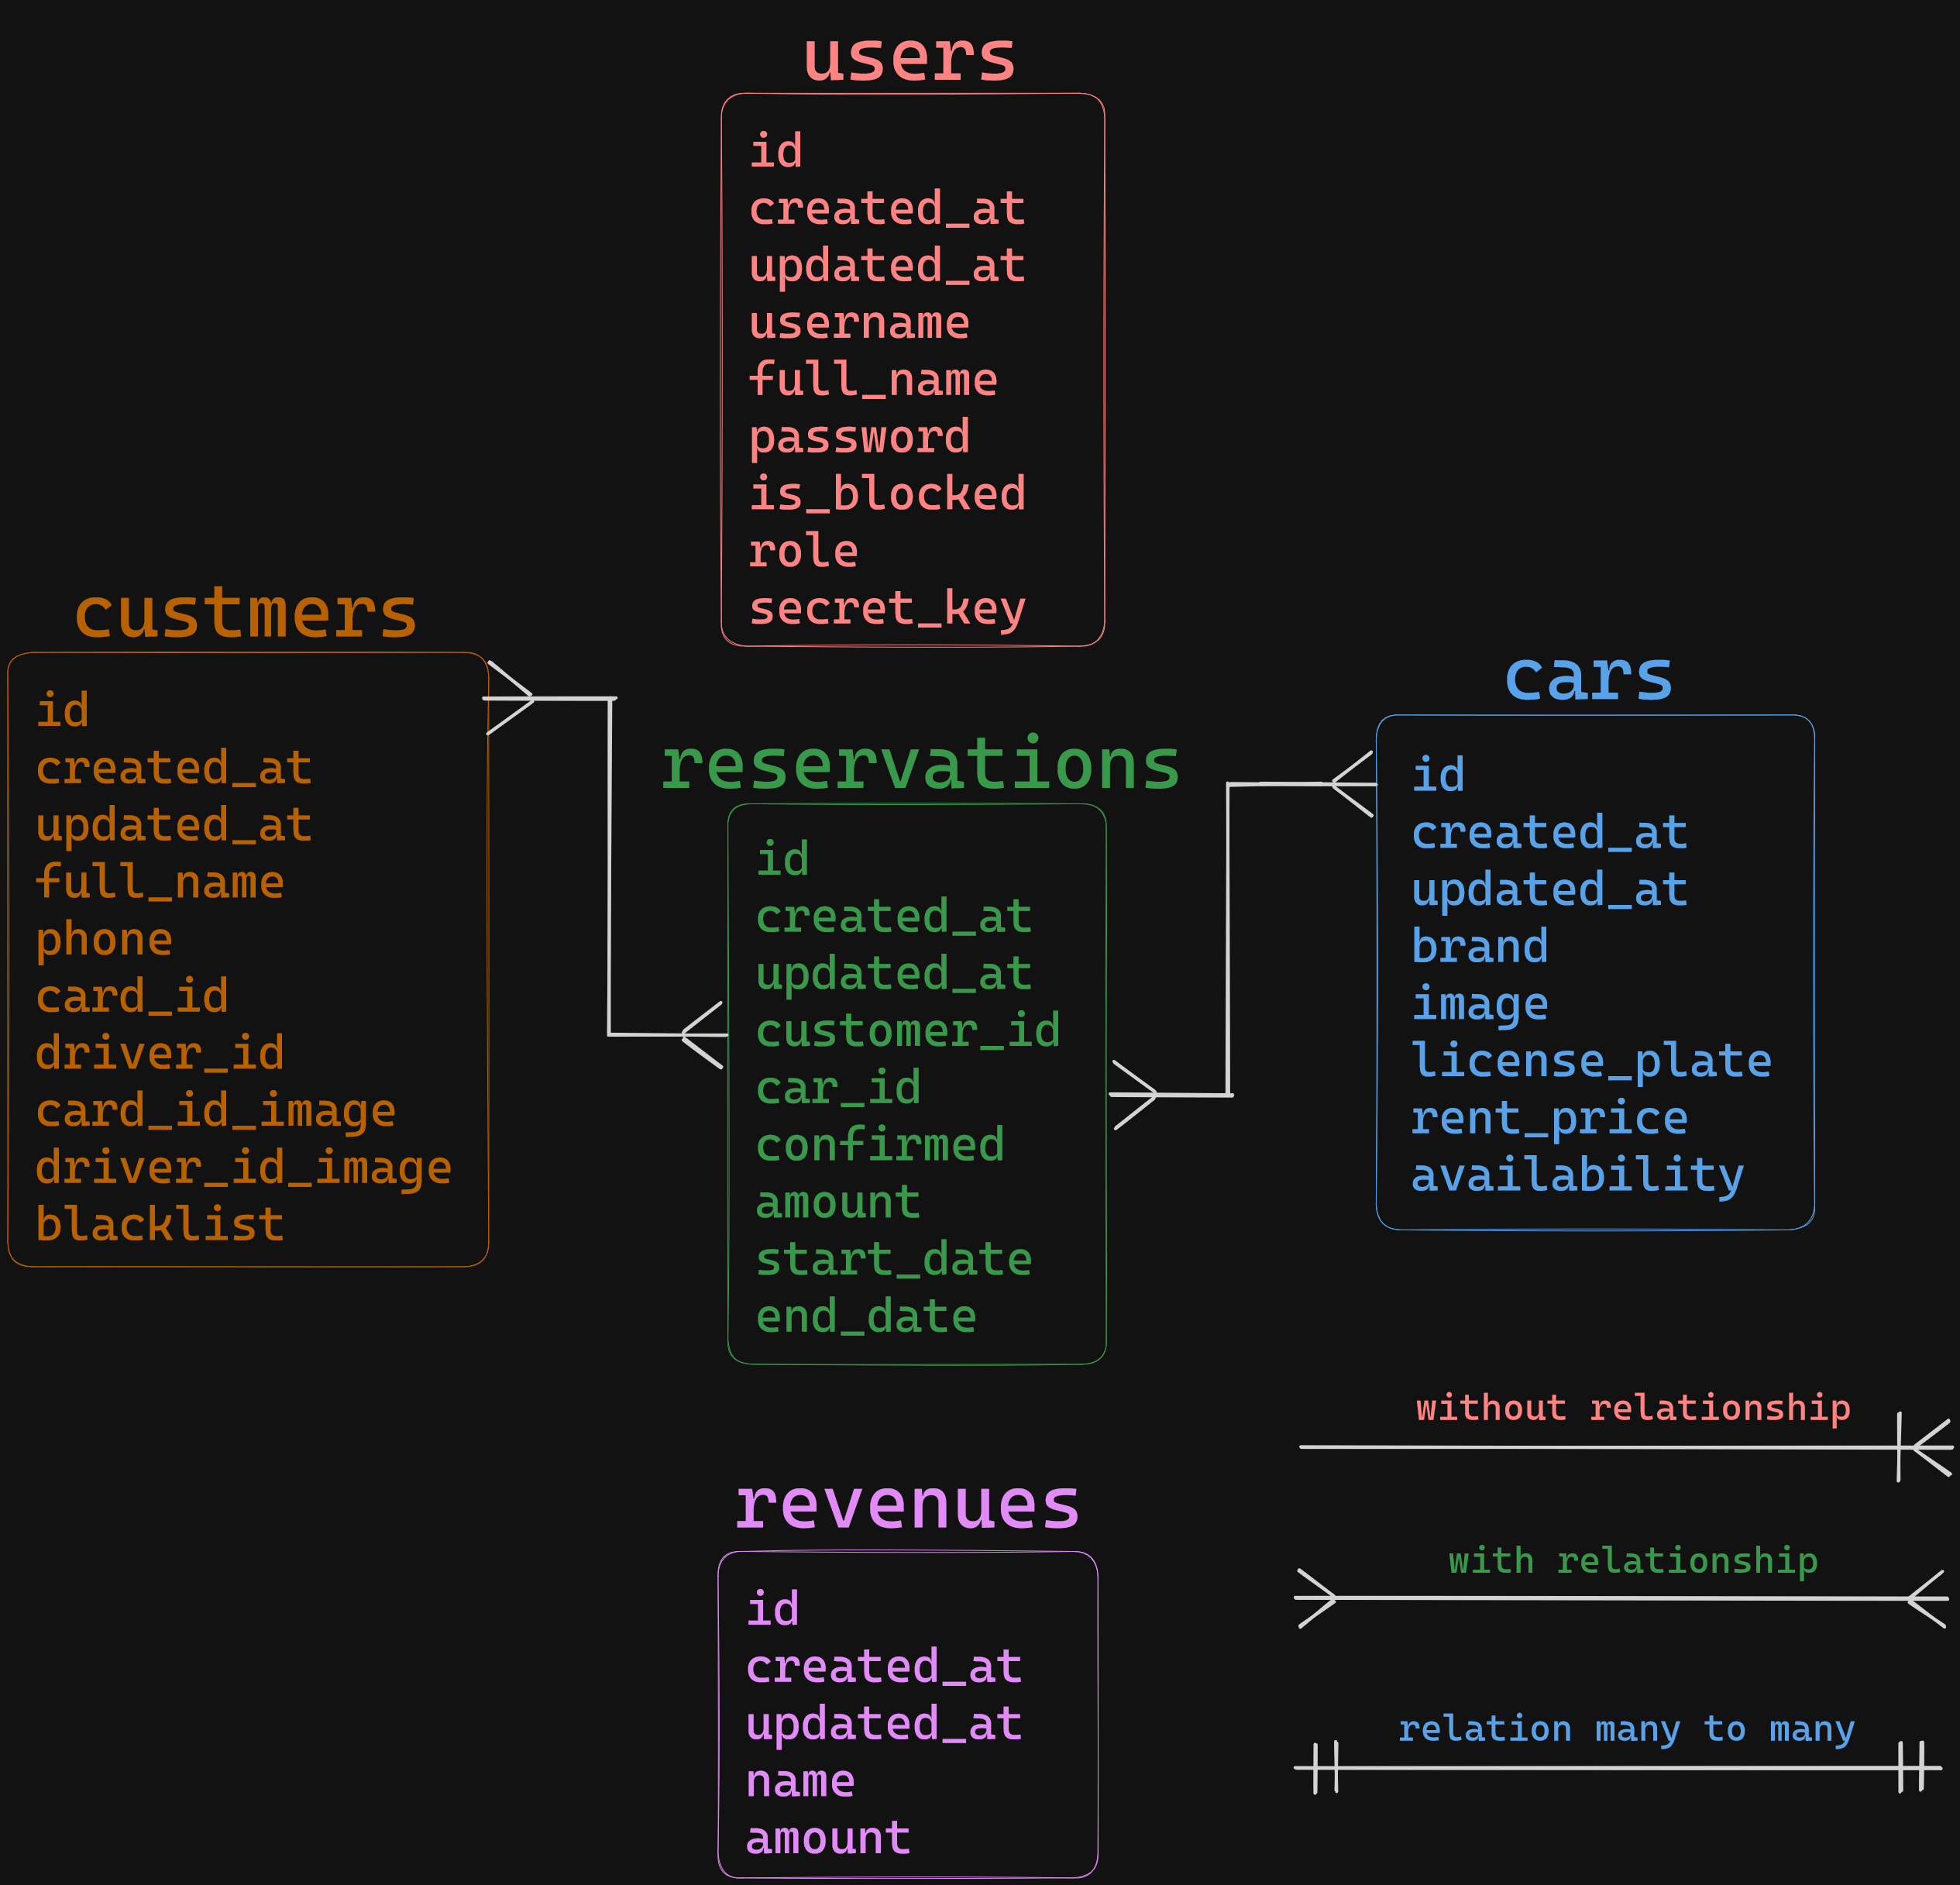 users
id
created_at
updated_at
username
full_name
password
is_blocked
role
secret_key
custmers
id
created_at
updated_at
full_name
phone
card_id
driver_id
card_id_image
driver_id_image
blacklist
reservations
id
created_at
updated_at
customer_id
car_id
confirmed
amount
start_date
end_date
cars
id
created_at
updated_at
brand
image
license_plate
rent_price
availability
revenues
id
created_at
updated_at
name
amount
without relationship
with relationship
relation many to many